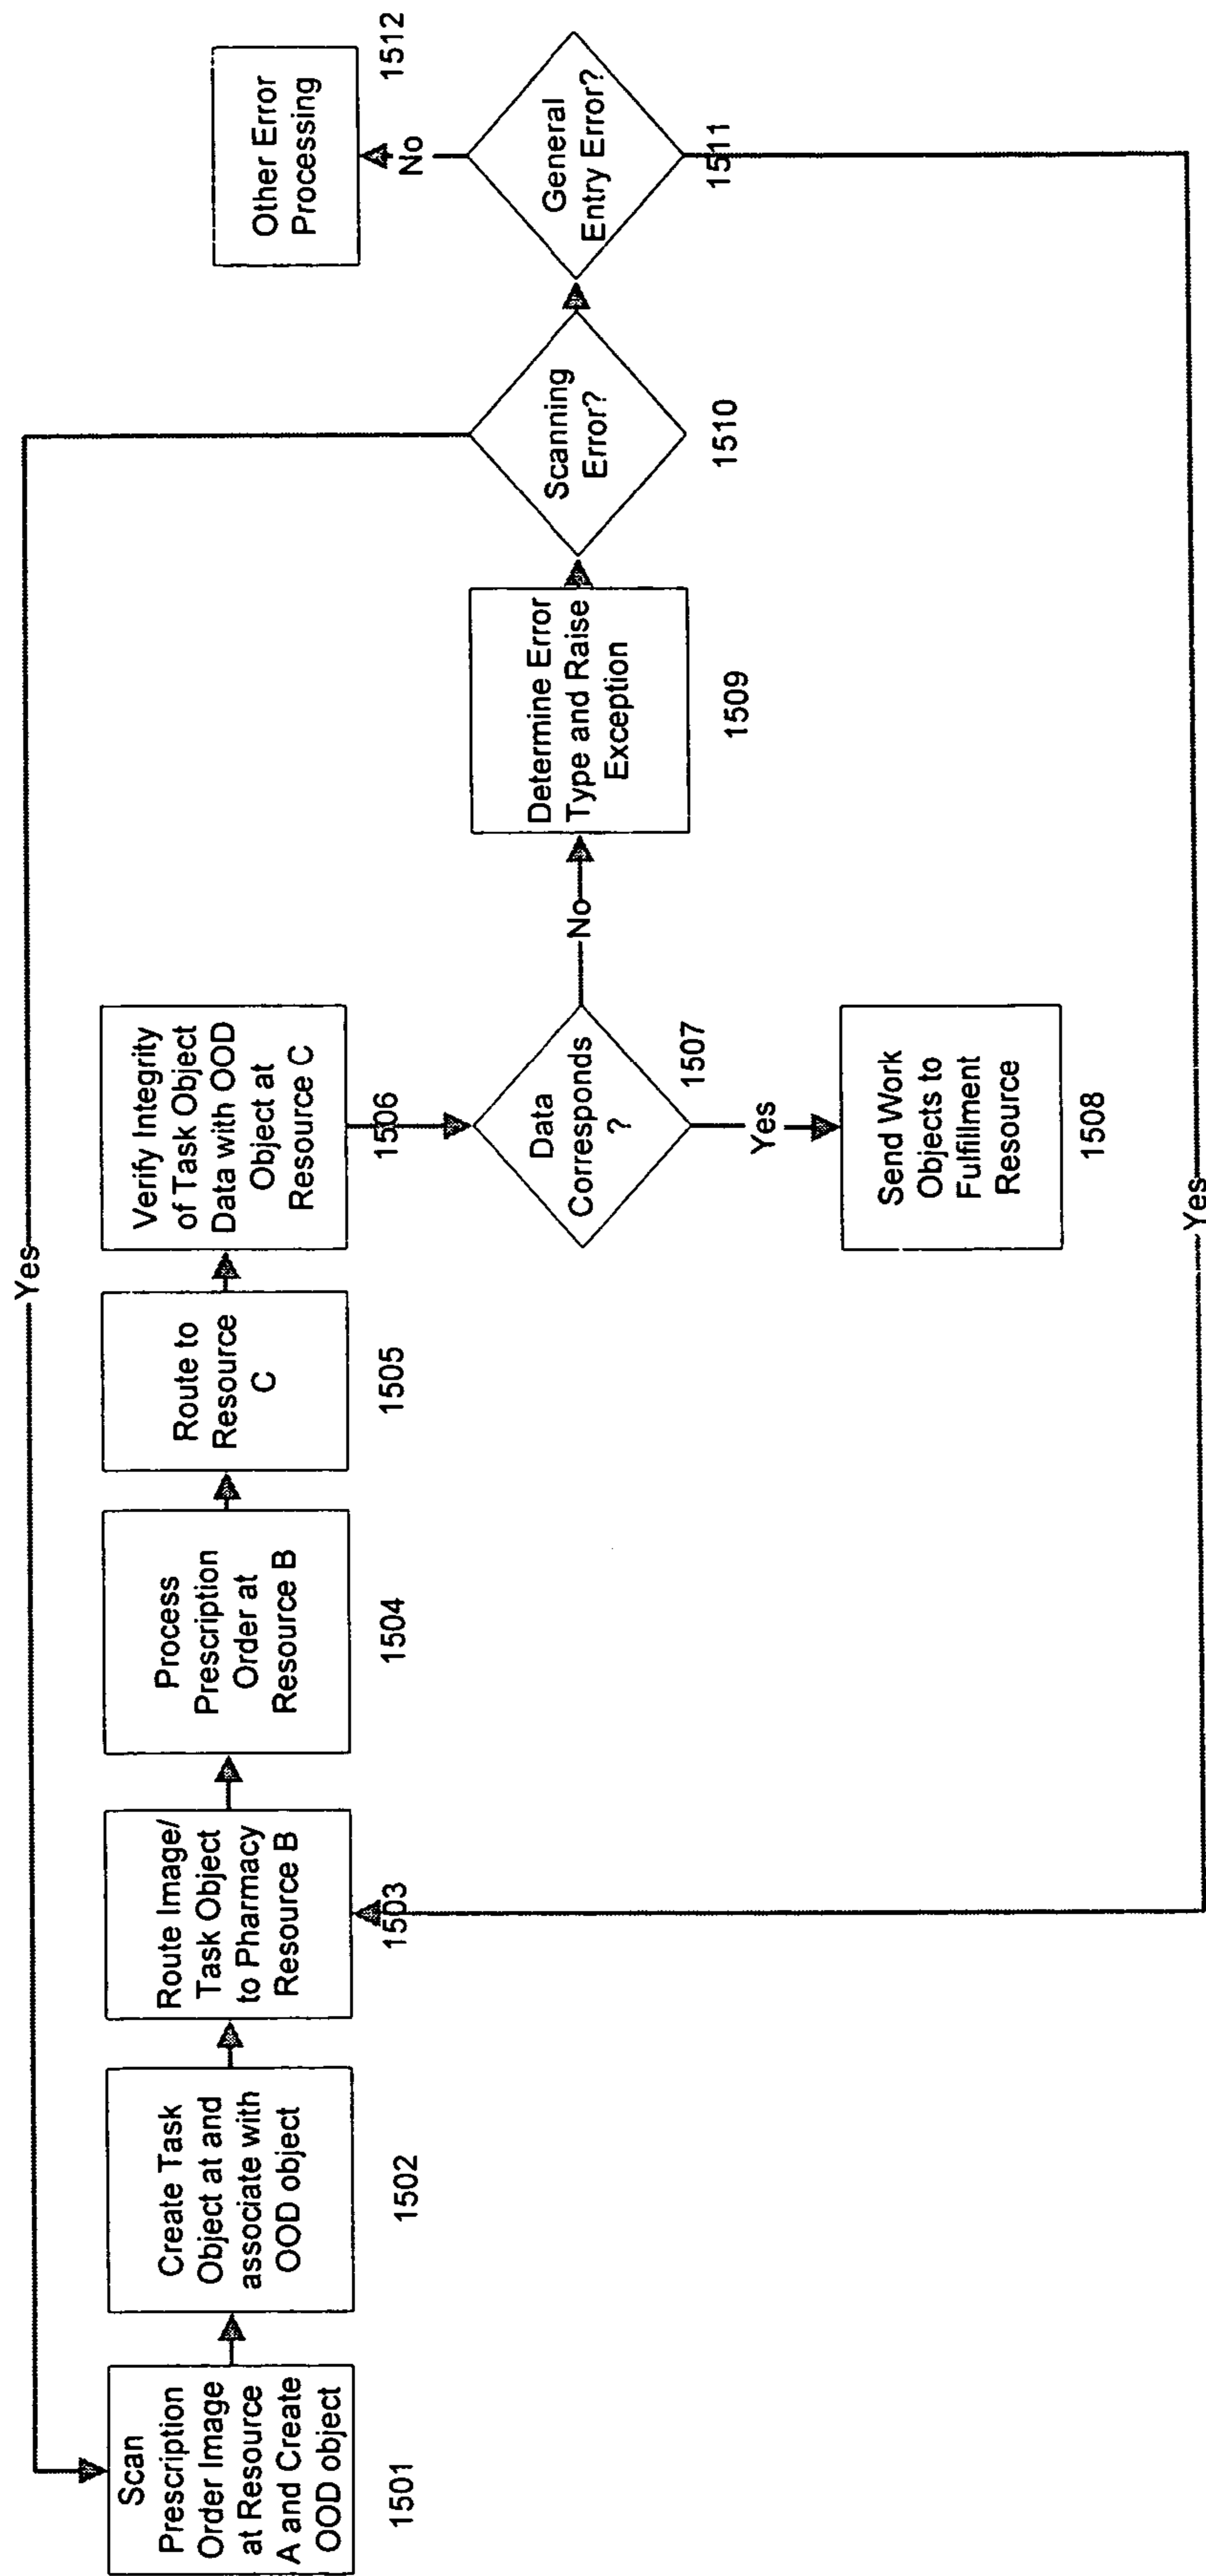 Scan
Prescription
Order Image
at Resource
A and Create
OOD object
1501
Create Task
Object at and
associate with
OOD object
1502
Route Image/
Task Object
to Pharmacy
Resource B
1503
Process
Prescription
Order at
Resource B
1504
Route to
Resource
C
1505
Verify Integrity
of Task Object
Data with OOD
Object at
Resource C
1506
Data
Corresponds
?
1507
Yes
Send Work
Objects to
Fulfillment
Resource
1508
No
Determine Error
Type and Raise
Exception
1509
Scanning
Error?
1510
Yes
General
Entry Error?
1511
No
Other Error
Processing
1512
Yes